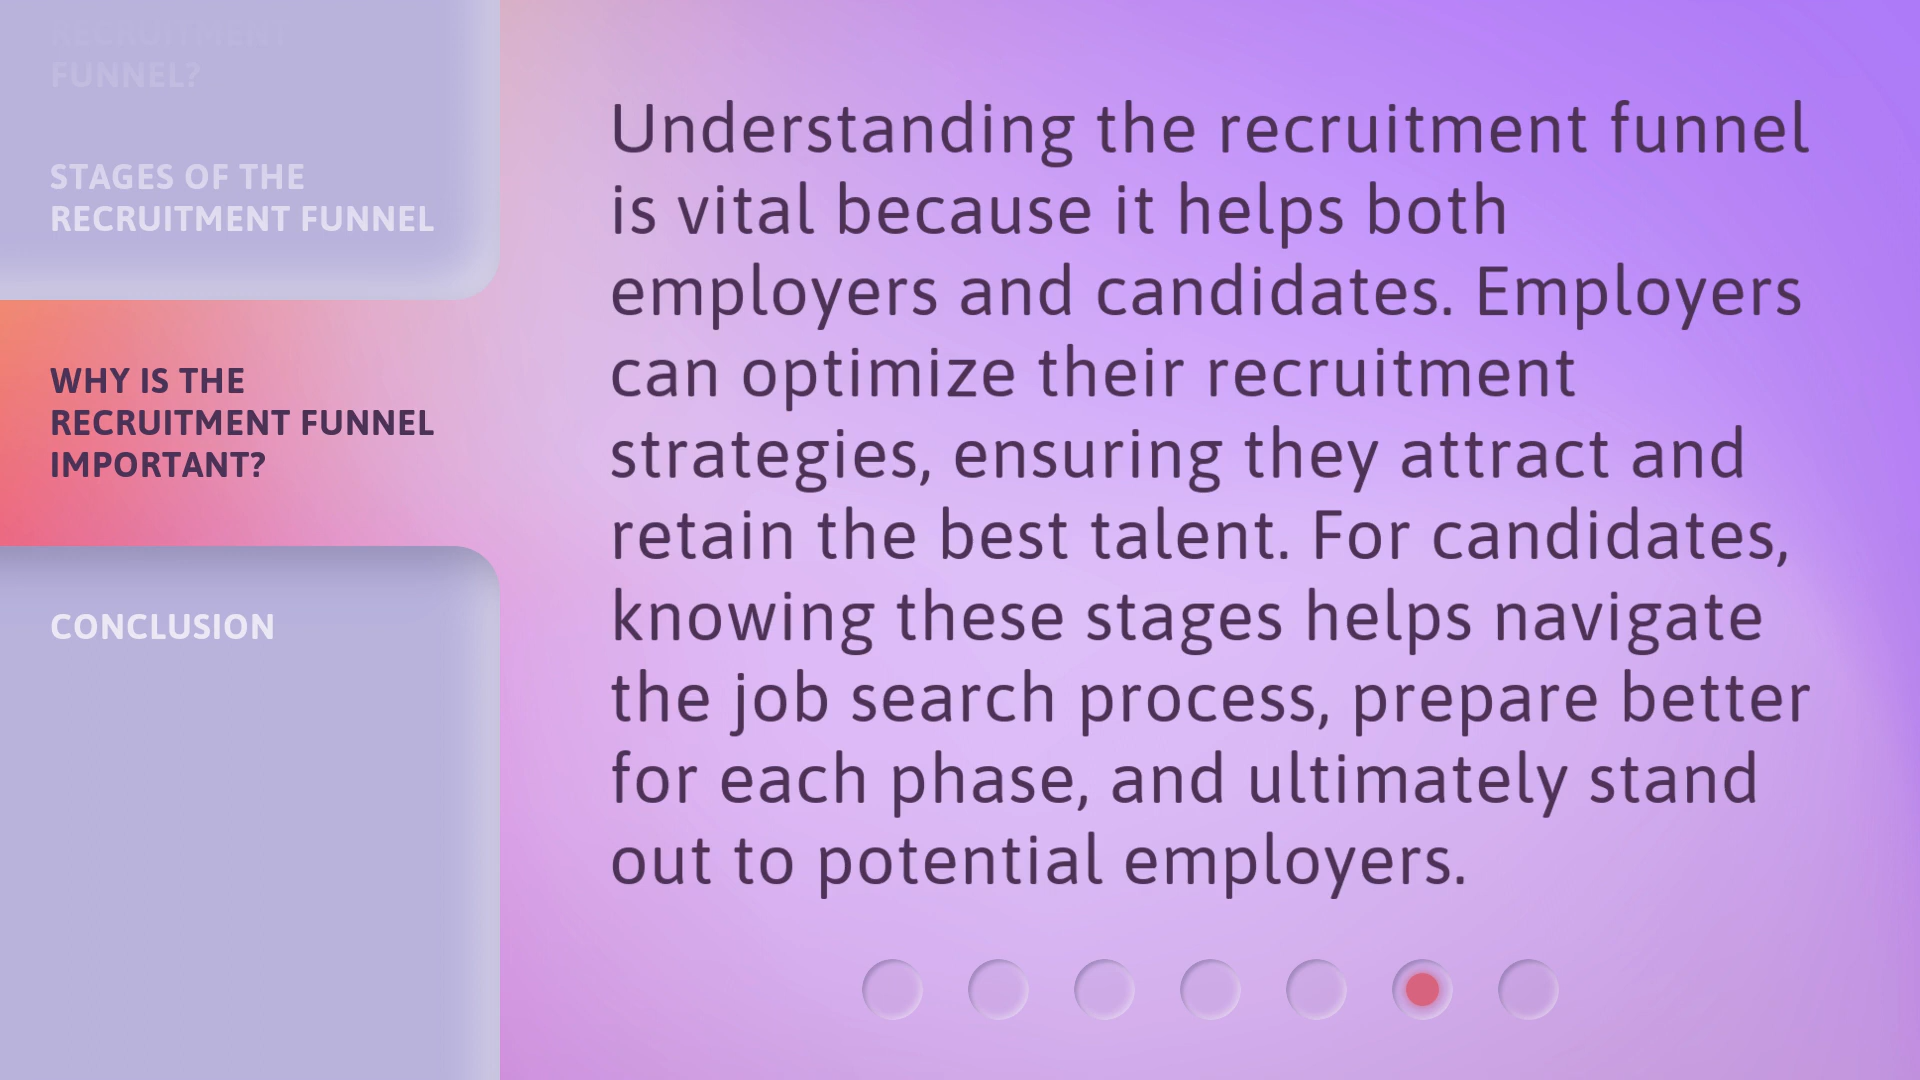 RECRUITMENT
FUNNEL?
STAGES OF THE
RECRUITMENT FUNNEL
WHY IS THE
RECRUITMENT FUNNEL
IMPORTANT?
CONCLUSION
Understanding the recruitment funnel
is vital because it helps both
employers and candidates. Employers
can optimize their recruitment
strategies, ensuring they attract and
retain the best talent. For candidates,
knowing these stages helps navigate
the job search process, prepare better
for each phase, and ultimately stand
out to potential employers.